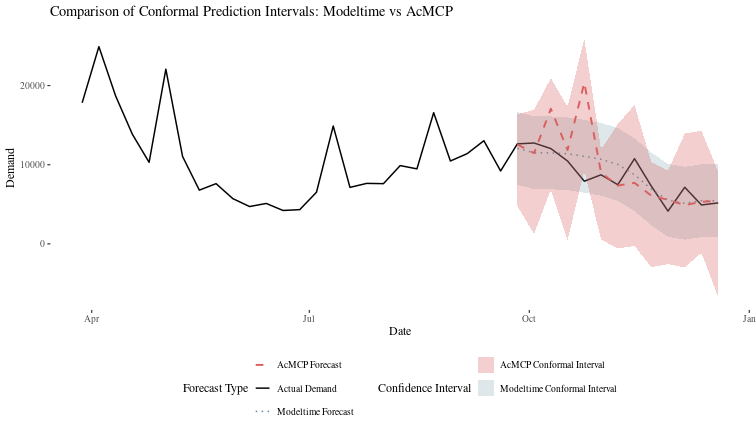 Comparison of Conformal Prediction Intervals: Modeltime vs AcMCP
20000
10000
0
Demand
Apr
Jul
Oct
Jan
Date
Forecast Type
AcMCP Forecast
Actual Demand
Modeltime Forecast
Confidence Interval
AcMCP Conformal Interval
Modeltime Conformal Interval